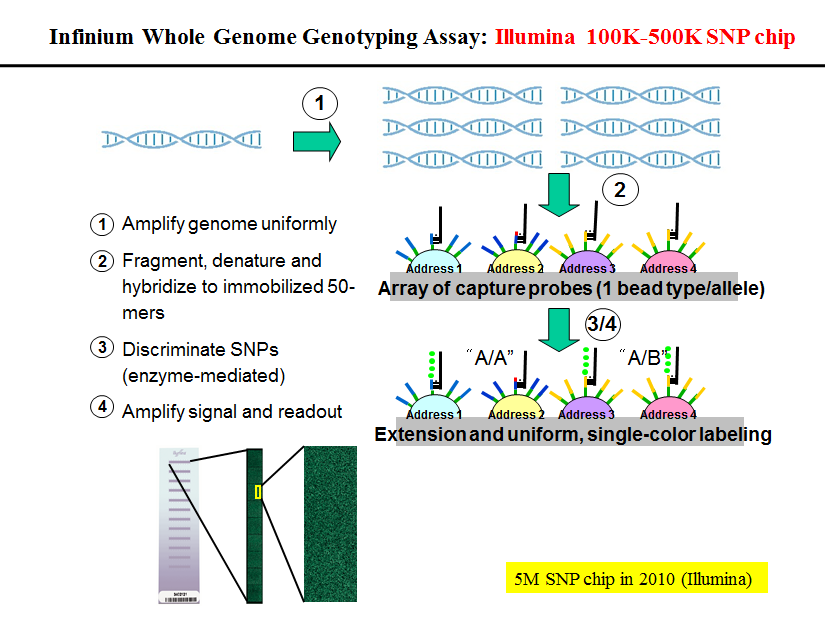 Infinium Whole Genome Genotyping Assay: Illumina 100K-500K SNP chip
1
2
1 Amplify genome uniformly
2 Fragment, denature and
hybridize to immobilized 50-
mers
3 Discriminate SNPs
(enzyme-mediated)
4 Amplify signal and readout
Address 1 Address 2 Address 3 Address 4
Array of capture probes (1 bead type/allele)
3/4
“A/A” “A/B”
Address 1 Address 2 Address 3 Address 4
Extension and uniform, single-color labeling
5M SNP chip in 2010 (Illumina)